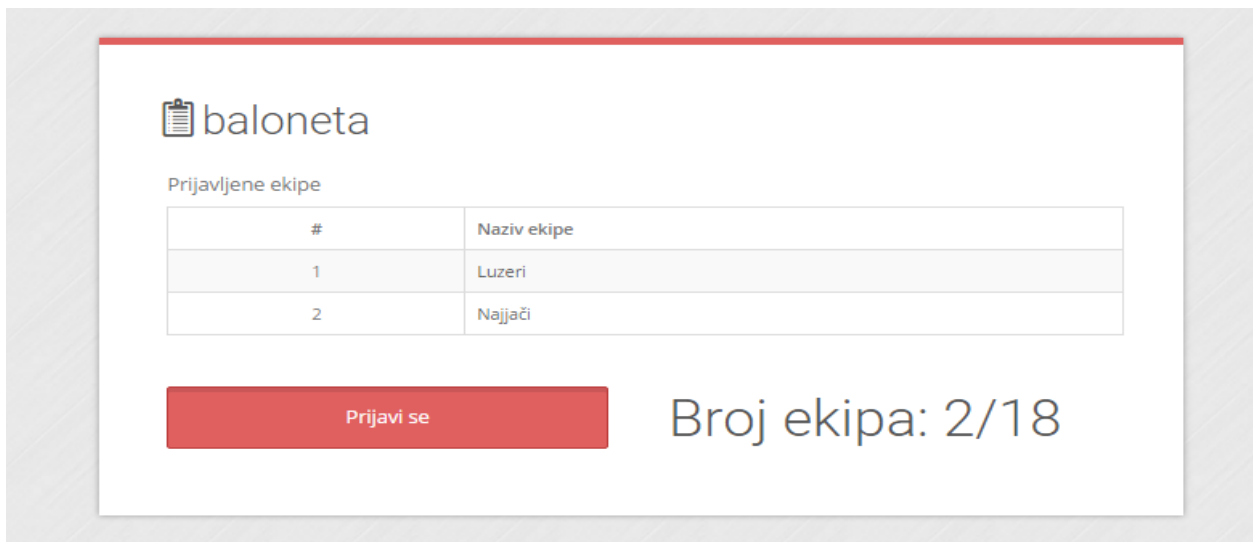 baloneta
Prijavljene ekipe
# Naziv ekipe
1 Luzeri
2 Najjači
Prijavi se
Broj ekipa: 2/18